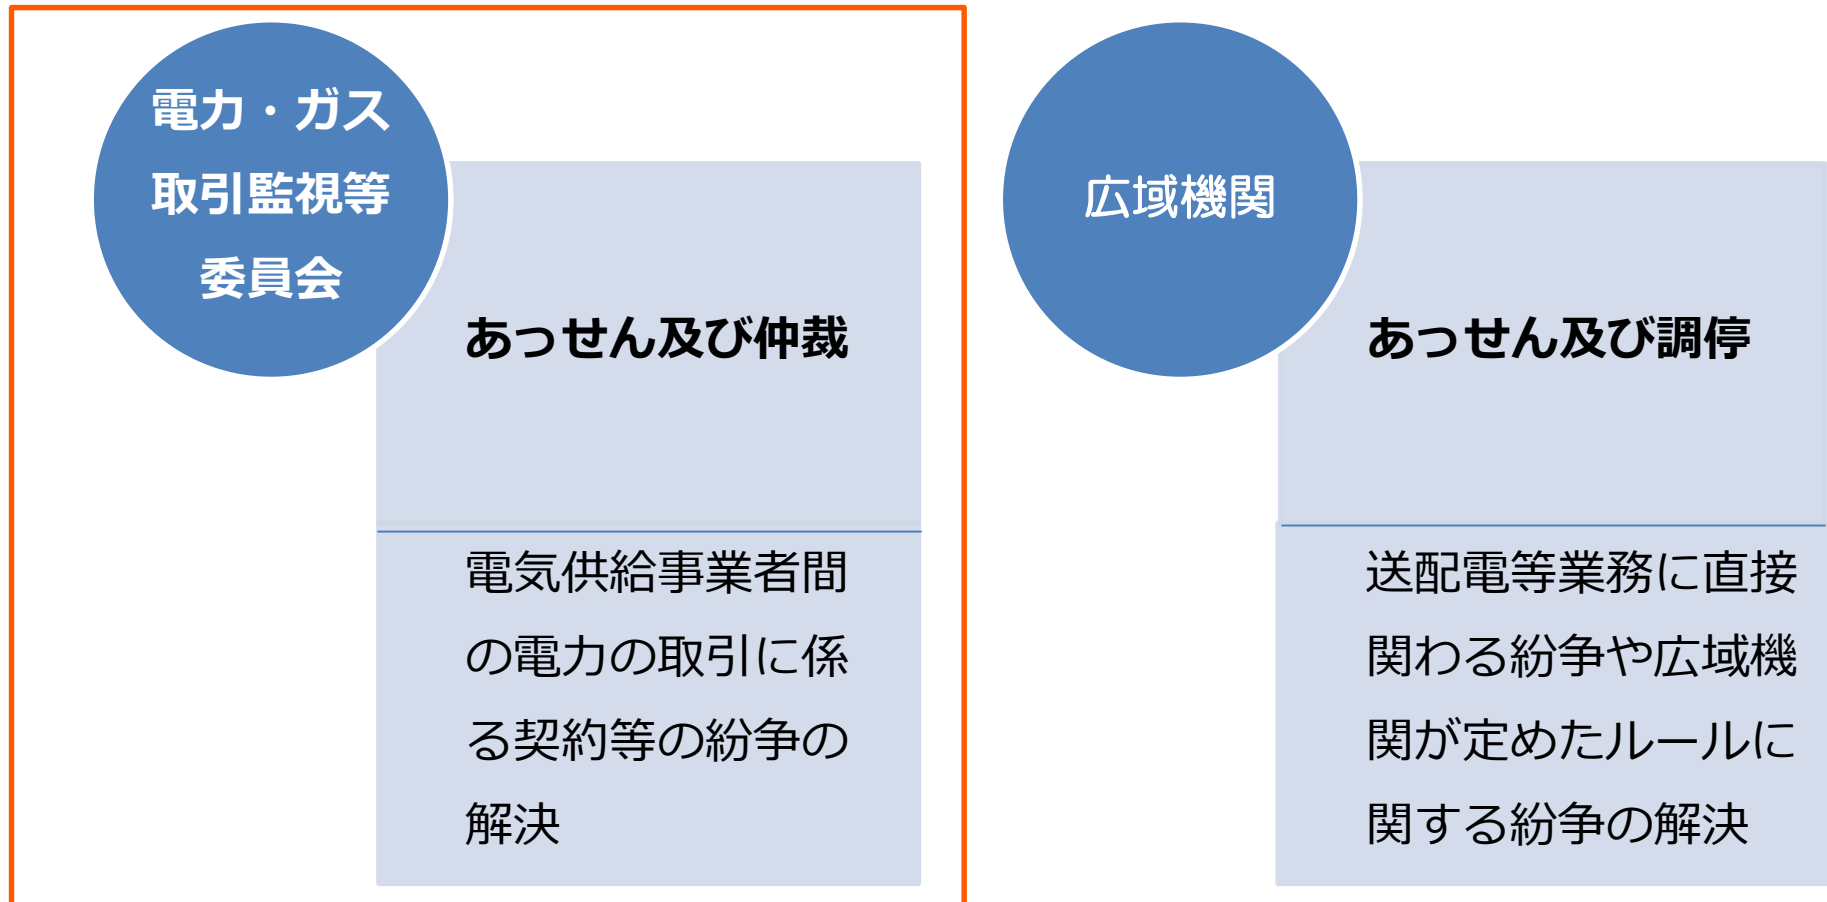 電力・ガス
取引監視等
委員会
あっせん及び仲裁
電気供給事業者間
の電力の取引に係
る契約等の紛争の
解決
広域機関
あっせん及び調停
送配電等業務に直接
関わる紛争や広域機
関が定めたルールに
関する紛争の解決